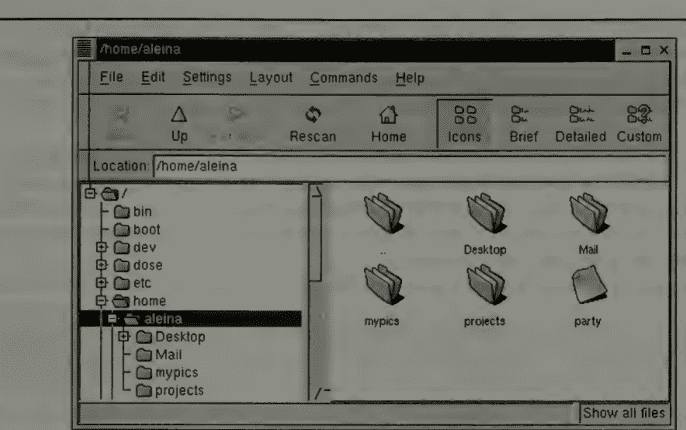 /home/aleina
File Edit Settings Layout Commands Help
Up Rescan Home Icons Brief Detailed Custom
Location: /home/aleina
/
bin
boot
dev
dose
etc
home
aleina
Desktop
Mail
mypics
projects
.. Desktop Mail
mypics projects party
Show all files